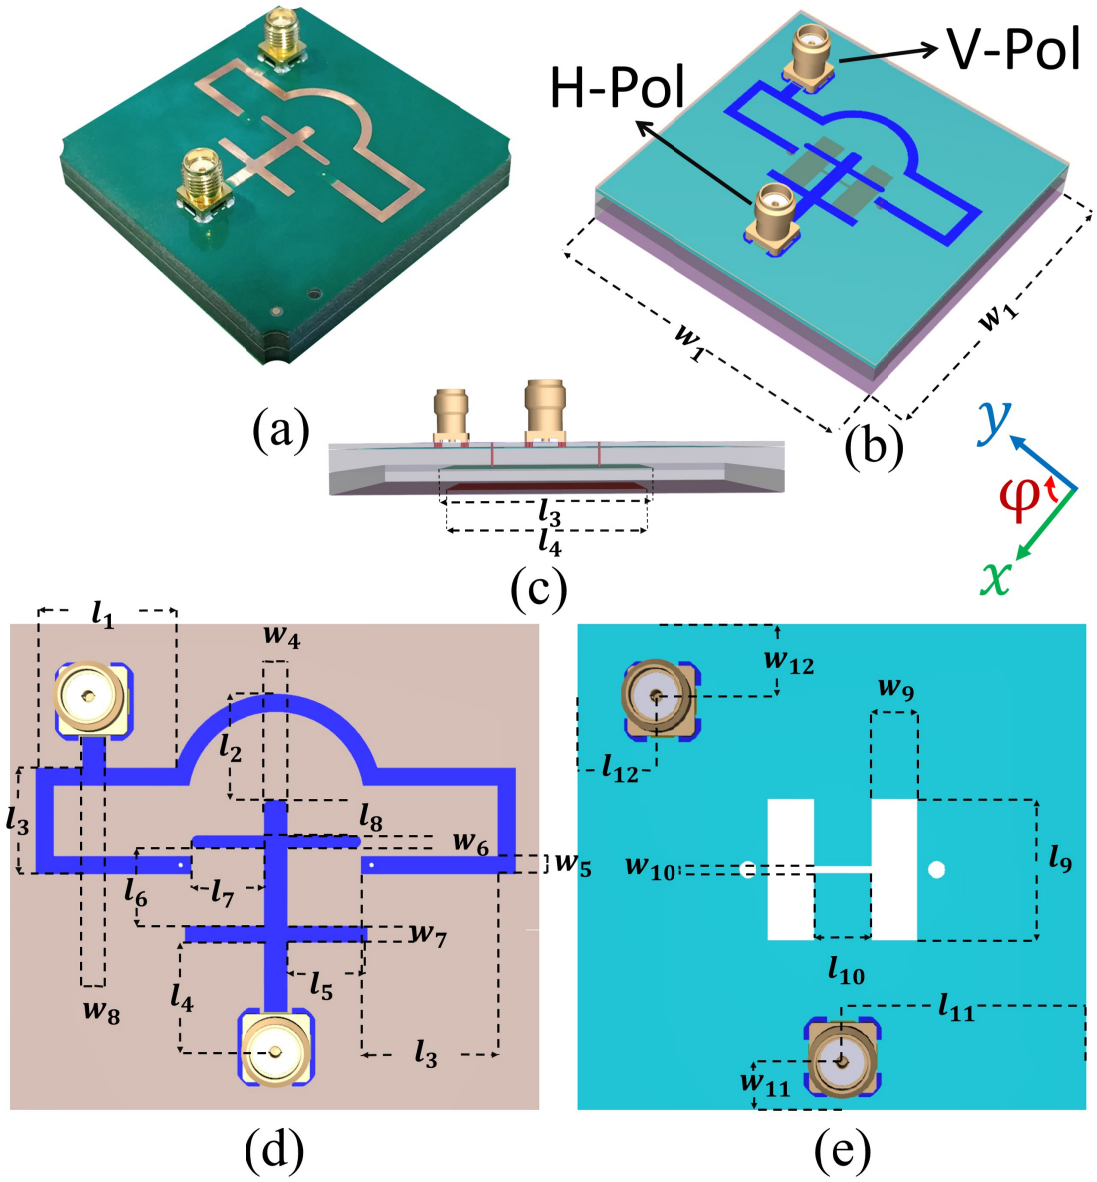 V-Pol
H-Pol
w₁
w₁
(a)
(b)
y
φ
x
l₃
l₄
(c)
l₁
w₄
l₂
l₃
l₈
w₆
w₅
l₆
l₇
w₇
l₅
l₄
w₈
l₃
(d)
w₁₂
w₉
l₁₂
w₁₀
l₉
l₁₀
l₁₁
w₁₁
(e)